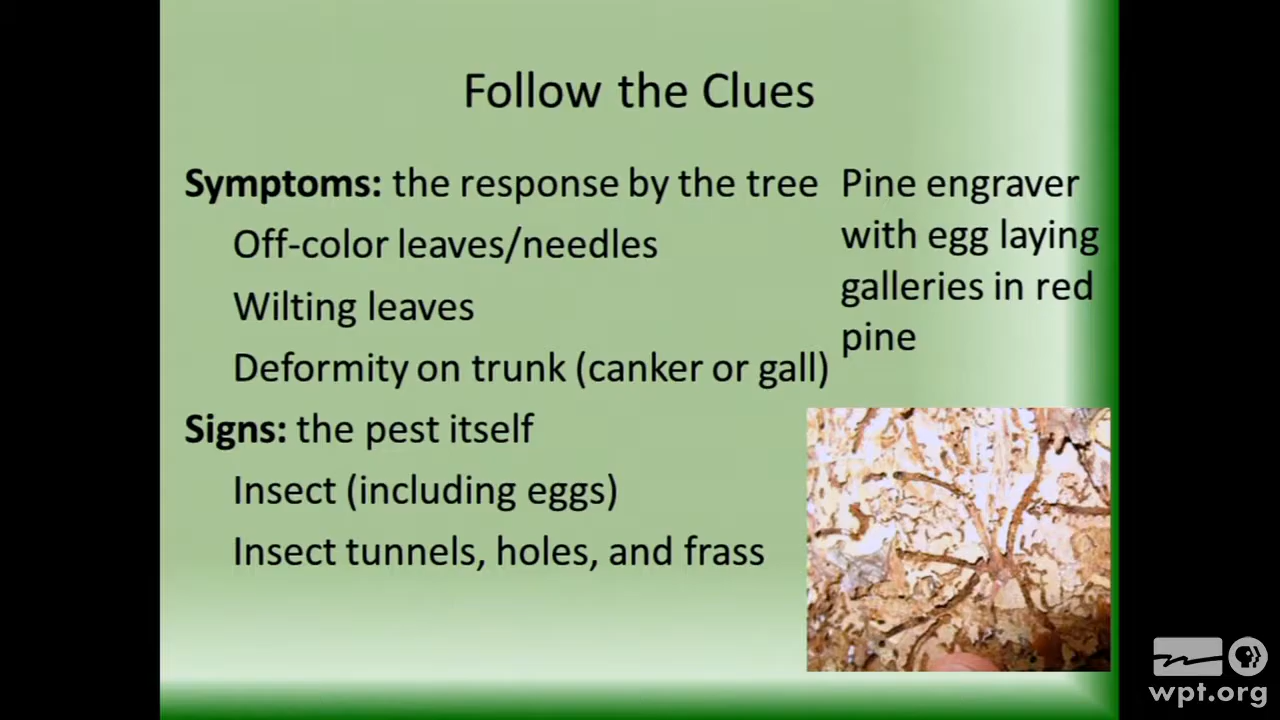 Follow the Clues
Symptoms: the response by the tree
Off-color leaves/needles
Wilting leaves
Deformity on trunk (canker or gall)
Signs: the pest itself
Insect (including eggs)
Insect tunnels, holes, and frass
Pine engraver
with egg laying
galleries in red
pine
wpt.org